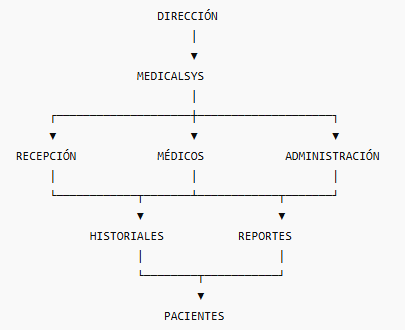 DIRECCIÓN
MEDICALSYS
RECEPCIÓN MÉDICOS ADMINISTRACIÓN
HISTORIALES REPORTES
PACIENTES